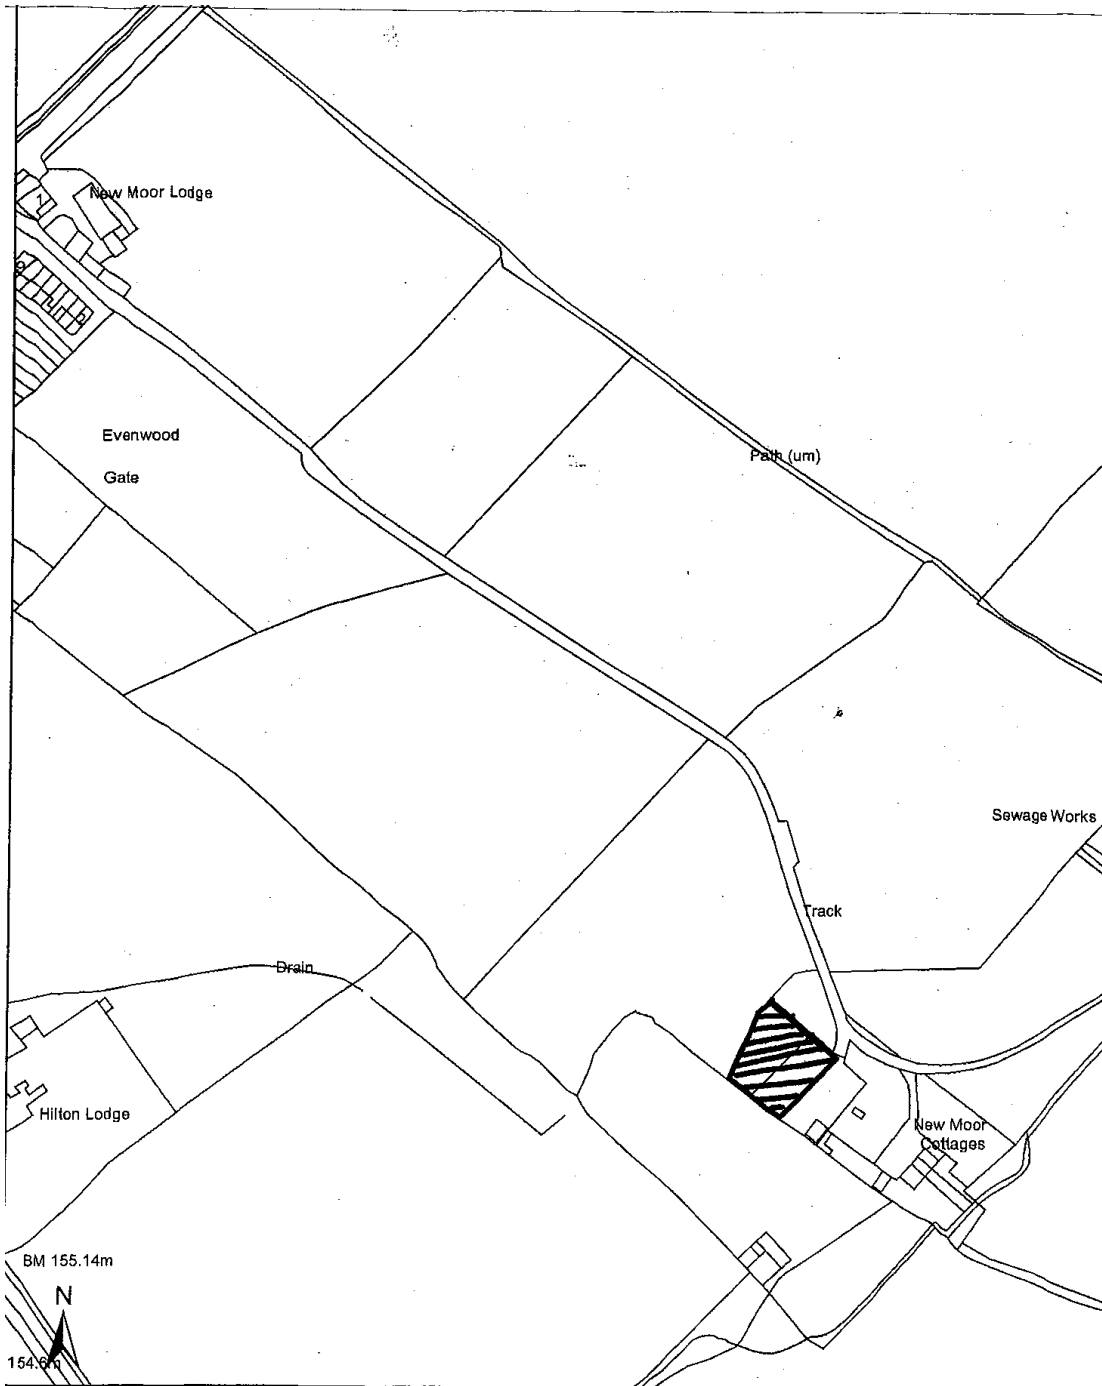 New Moor Lodge
1
9
2
Evenwood
Gate
Path (um)
Sewage Works
Track
Drain
Hilton Lodge
New Moor
Cottages
BM 155.14m
N
154.6m